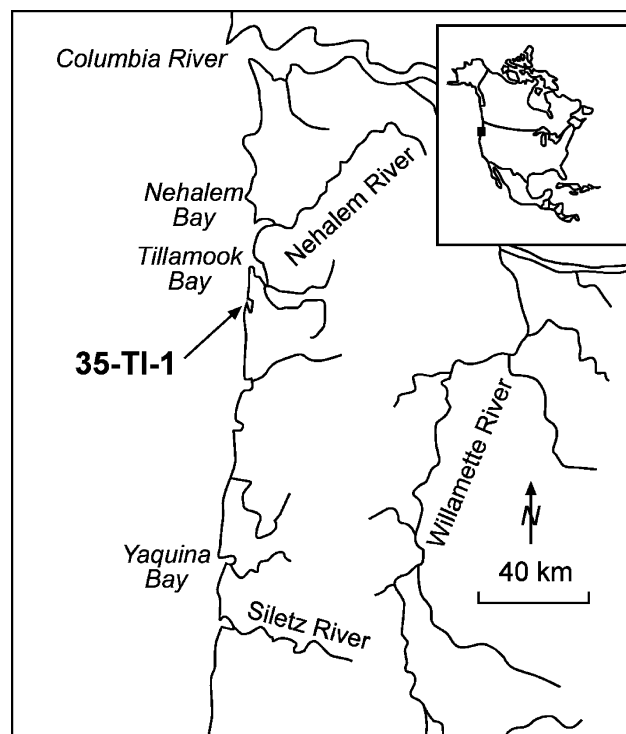 Columbia River
Nehalem
Bay
Nehalem River
Tillamook
Bay
35-TI-1
Willamette River
N
40 km
Yaquina
Bay
Siletz River